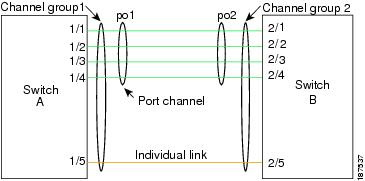 Channel group1
po1
po2
Channel group 2
1/1
2/1
1/2
2/2
1/3
2/3
1/4
2/4
Switch
A
Switch
B
Port channel
Individual link
1/5
2/5
187537